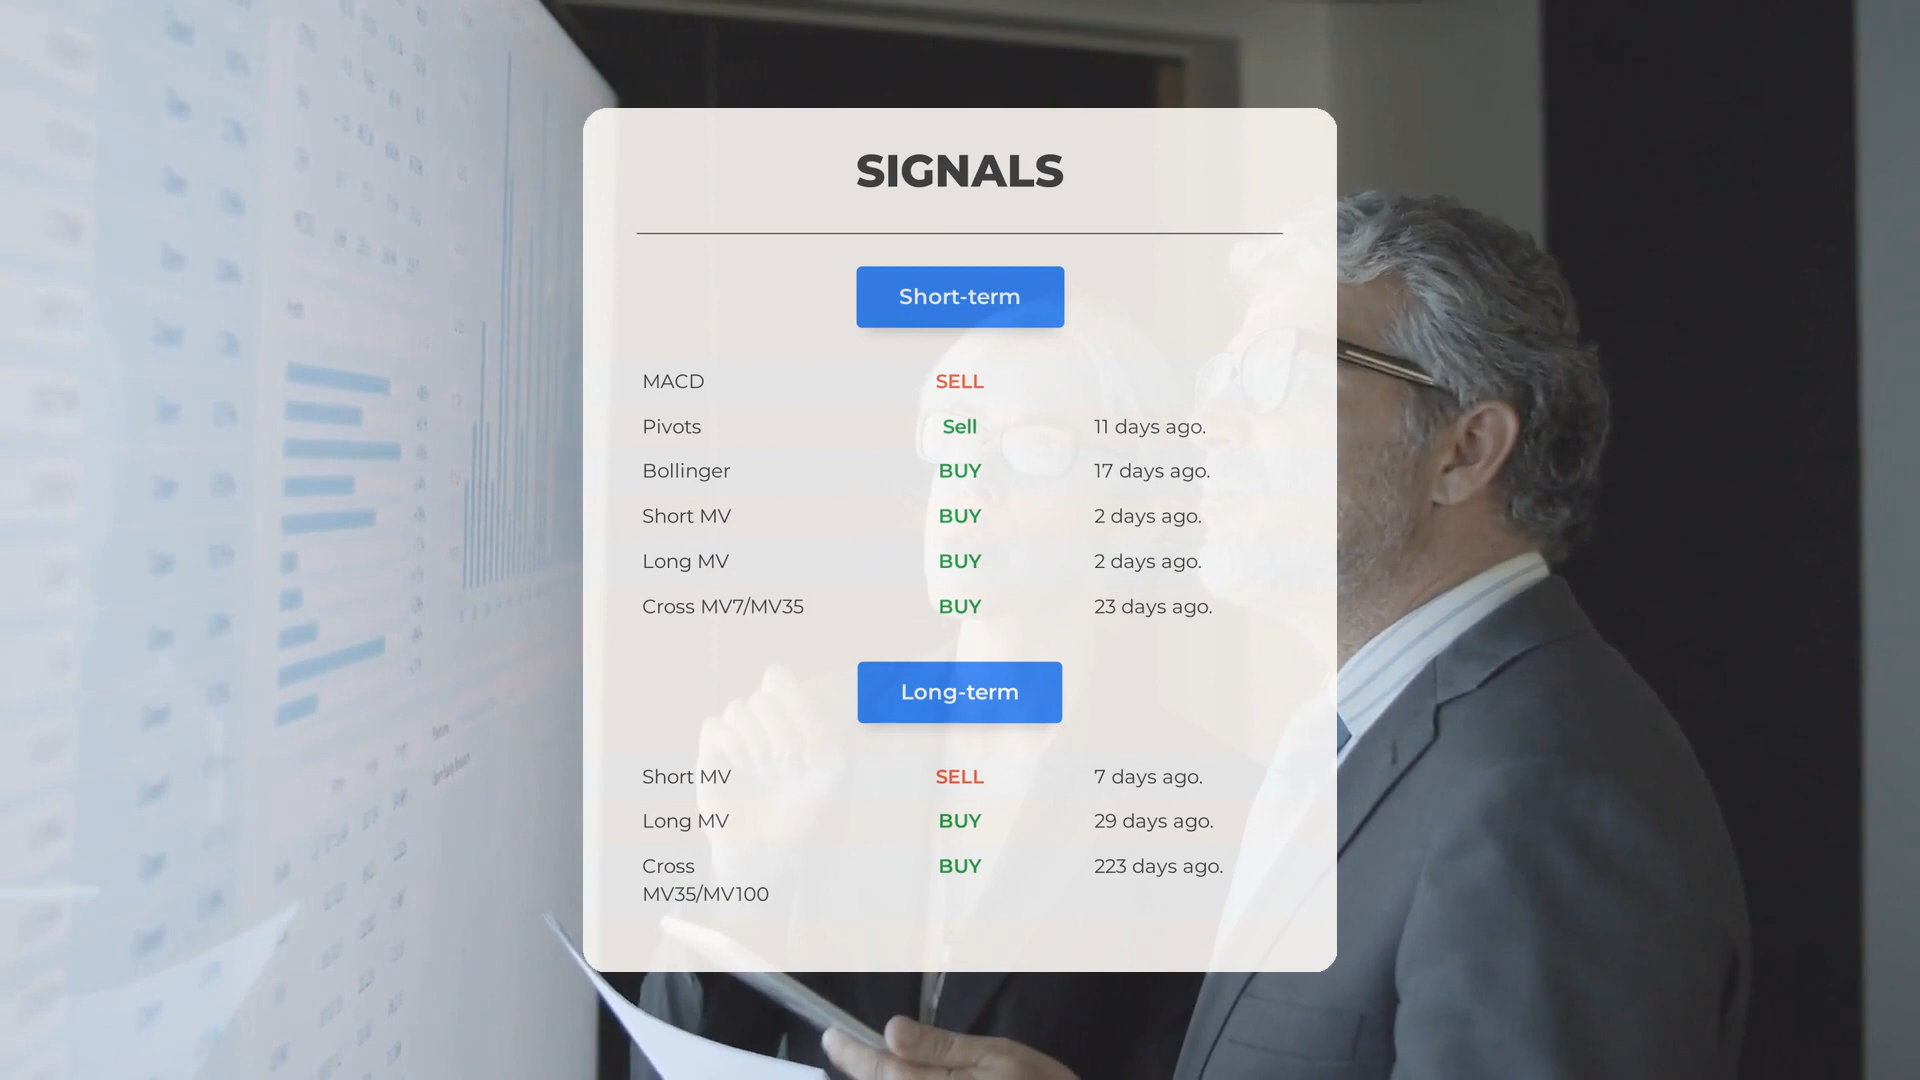 SIGNALS
Short-term
MACD SELL
Pivots Sell 11 days ago.
Bollinger BUY 17 days ago.
Short MV BUY 2 days ago.
Long MV BUY 2 days ago.
Cross MV7/MV35 BUY 23 days ago.
Long-term
Short MV SELL 7 days ago.
Long MV BUY 29 days ago.
Cross BUY 223 days ago.
MV35/MV100